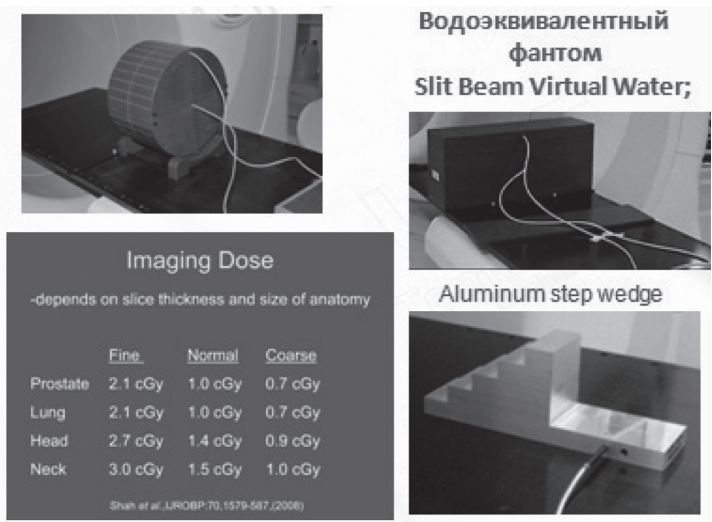 Водоэквивалентный
фантом
Slit Beam Virtual Water;
Imaging Dose
-depends on slice thickness and size of anatomy
Fine Normal Coarse
Prostate 2.1 cGy 1.0 cGy 0.7 cGy
Lung 2.1 cGy 1.0 cGy 0.7 cGy
Head 2.7 cGy 1.4 cGy 0.9 cGy
Neck 3.0 cGy 1.5 cGy 1.0 cGy
Shah et al.,IJROBP:70,1579-587,(2008)
Aluminum step wedge